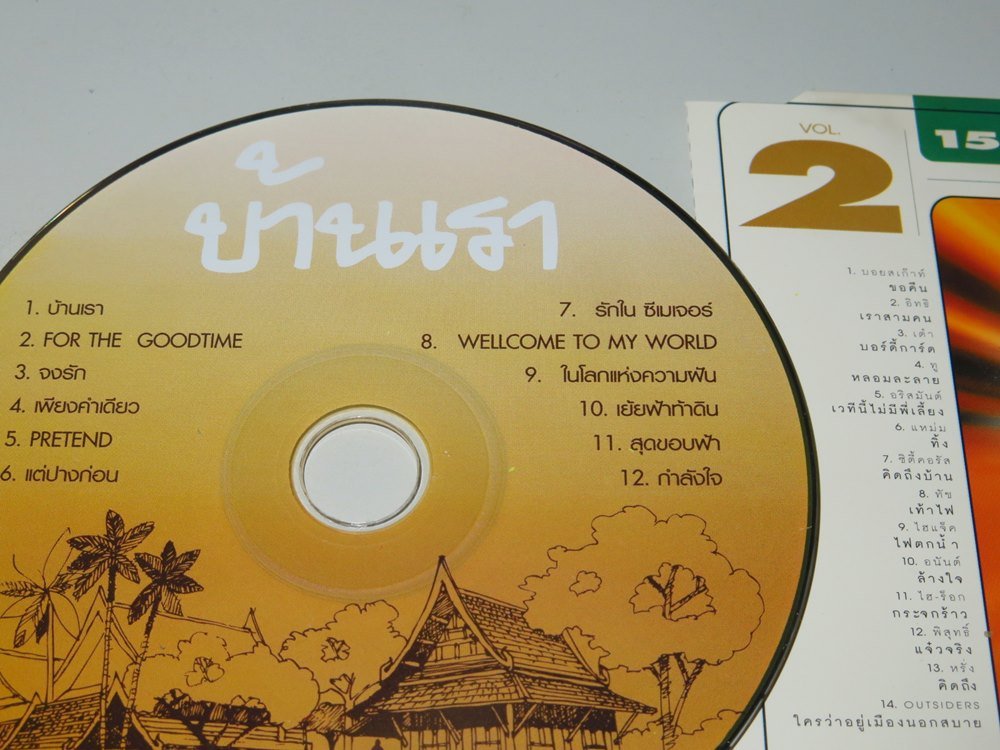 บ้านเรา
1. บ้านเรา
2. FOR THE GOODTIME
3. จงรัก
4. เพียงคำเดียว
5. PRETEND
6. แต่ปางก่อน
7. รักใน ซีเมเจอร์
8. WELLCOME TO MY WORLD
9. ในโลกแห่งความฝัน
10. เย้ยฟ้าท้าดิน
11. สุดขอบฟ้า
12. กำลังใจ
VOL.
2
15
1. บอยสเก๊าท์
ขอคืน
2. อิทธิ
เราสามคน
3. เต๋า
บอร์ดี้การ์ด
4. ทู
หลอมละลาย
5. อริสมันต์
เวทีนี้ไม่มีพี่เลี้ยง
6. แหม่ม
ทิ้ง
7. ซิตี้คอรัส
คิดถึงบ้าน
8. ทัช
เท้าไฟ
9. ไฮแจ็ค
ไฟตกน้ำ
10. อนันต์
ล้างใจ
11. ไฮ-ร็อก
กระจกร้าว
12. พิสุทธิ์
แจ๋วจริง
13. หรั่ง
คิดถึง
14. OUTSIDERS
ใครว่าอยู่เมืองนอกสบาย